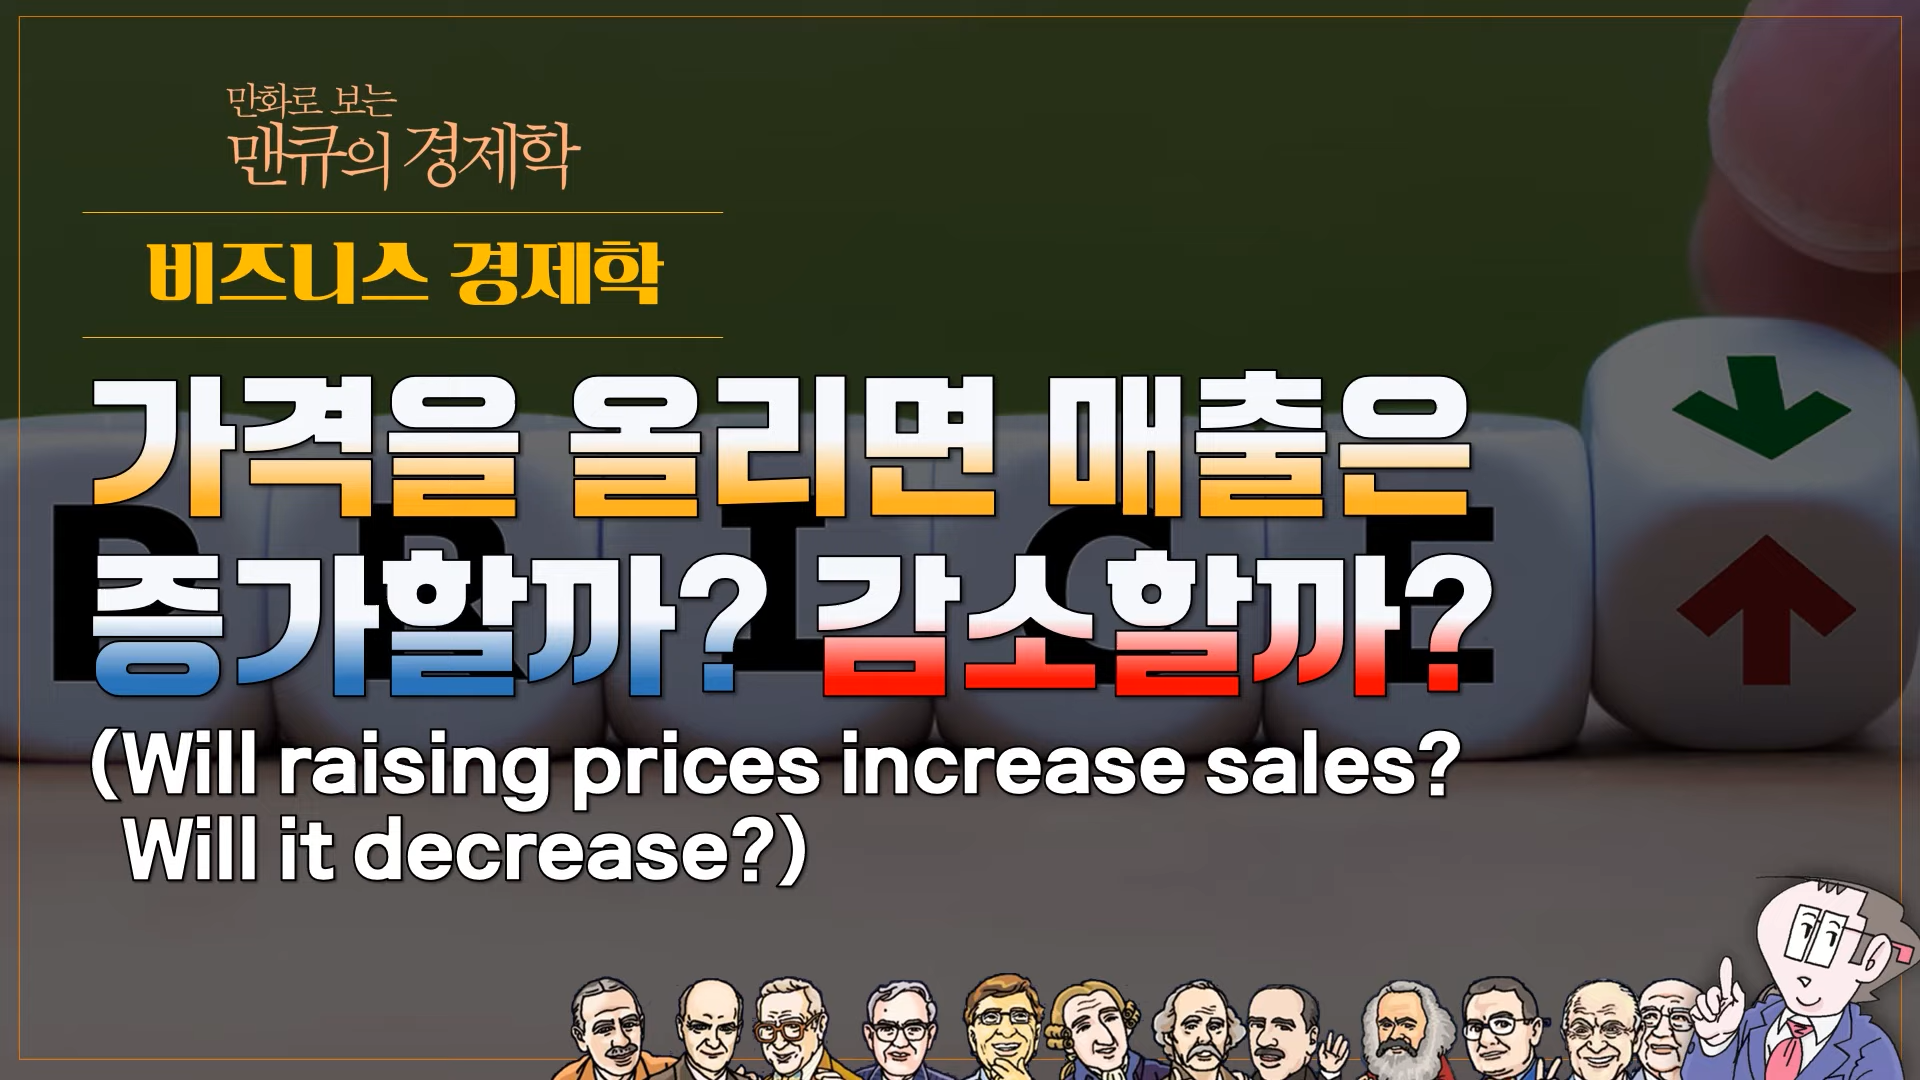 만화로 보는
맨큐의 경제학
비즈니스 경제학
가격을 올리면 매출은
증가할까? 감소할까?
PRICE
(Will raising prices increase sales?
Will it decrease?)